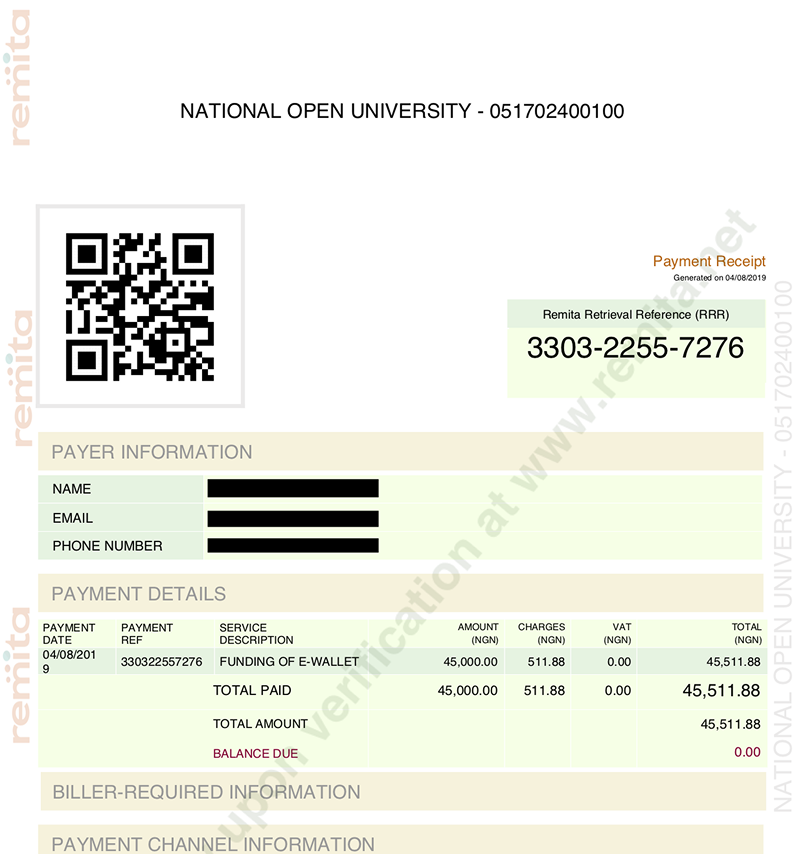 remita
NATIONAL OPEN UNIVERSITY - 051702400100
Payment Receipt
Generated on 04/08/2019
Remita Retrieval Reference (RRR)
3303-2255-7276
remita
PAYER INFORMATION
NAME
EMAIL
PHONE NUMBER
PAYMENT DETAILS
PAYMENT DATE PAYMENT REF SERVICE DESCRIPTION AMOUNT (NGN) CHARGES (NGN) VAT (NGN) TOTAL (NGN)
04/08/2019 330322557276 FUNDING OF E-WALLET 45,000.00 511.88 0.00 45,511.88
TOTAL PAID 45,000.00 511.88 0.00 45,511.88
TOTAL AMOUNT 45,511.88
BALANCE DUE 0.00
remita
BILLER-REQUIRED INFORMATION
PAYMENT CHANNEL INFORMATION
upon verification at www.remita.net
NATIONAL OPEN UNIVERSITY - 051702400100